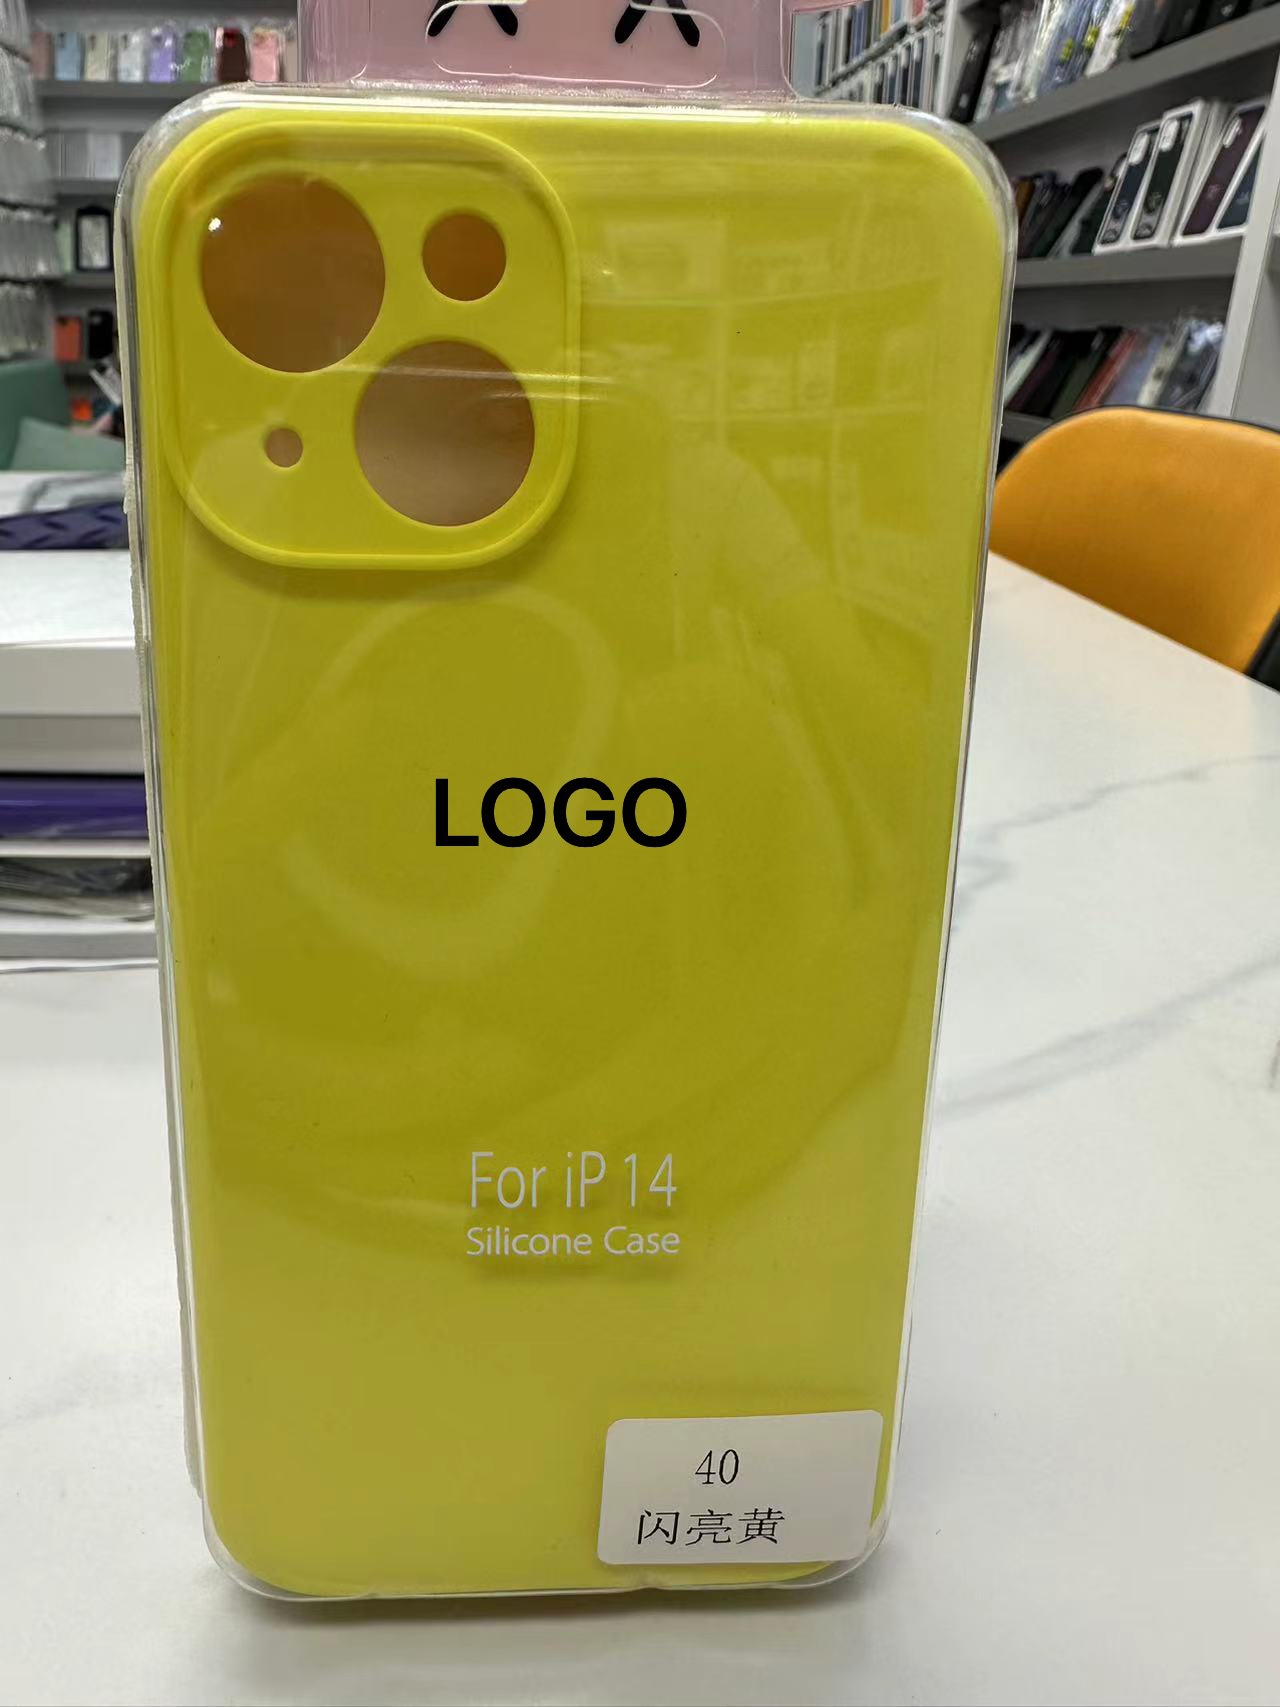 LOGO
For iP 14
Silicone Case
40
闪亮黄